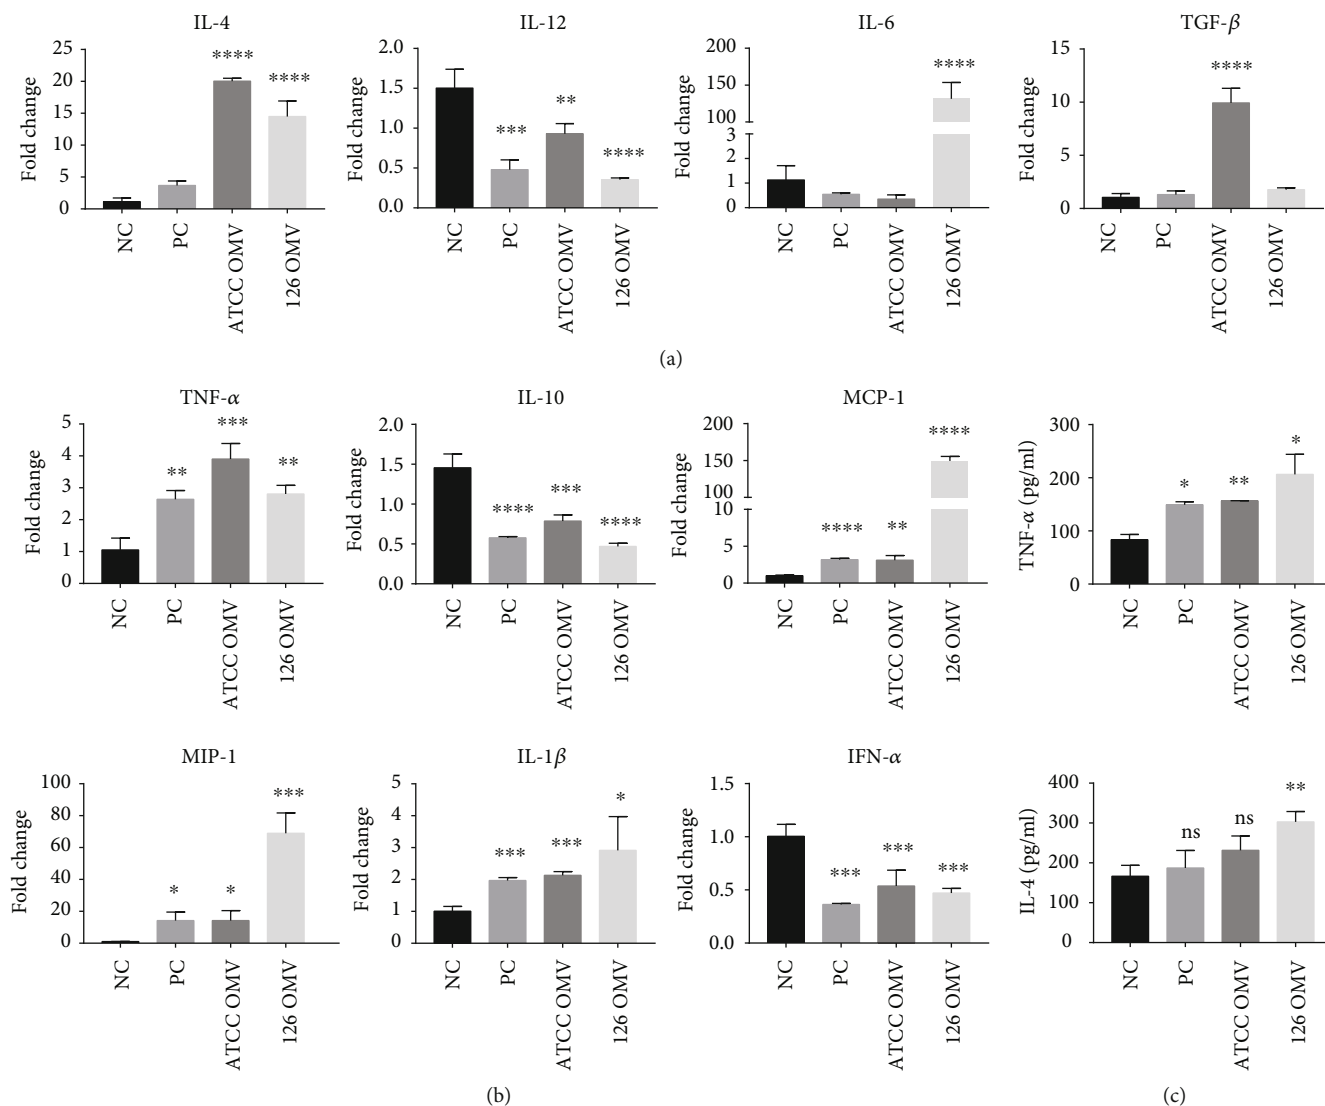 IL-4
Fold change
25
20
15
10
5
0
****
****
NC
PC
ATCC OMV
126 OMV
IL-12
Fold change
2.0
1.5
1.0
0.5
0.0
***
**
****
NC
PC
ATCC OMV
126 OMV
IL-6
Fold change
200
150
100
3
2
1
0
****
NC
PC
ATCC OMV
126 OMV
TGF-β
Fold change
15
10
5
0
****
NC
PC
ATCC OMV
126 OMV
(a)
TNF-α
Fold change
5
4
3
2
1
0
**
***
**
NC
PC
ATCC OMV
126 OMV
IL-10
Fold change
1.5
2.0
1.0
0.5
0.0
****
***
****
NC
PC
ATCC OMV
126 OMV
MCP-1
Fold change
200
150
100
10
5
0
****
**
****
NC
PC
ATCC OMV
126 OMV
TNF-α (pg/ml)
300
200
100
0
*
**
*
NC
PC
ATCC OMV
126 OMV
MIP-1
Fold change
100
80
60
40
20
0
*
*
***
NC
PC
ATCC OMV
126 OMV
IL-1β
Fold change
5
4
3
2
1
0
***
***
*
NC
PC
ATCC OMV
126 OMV
IFN-α
Fold change
1.5
1.0
0.5
0.0
***
***
***
NC
PC
ATCC OMV
126 OMV
IL-4 (pg/ml)
400
300
200
100
0
ns
ns
**
NC
PC
ATCC OMV
126 OMV
(b)
(c)